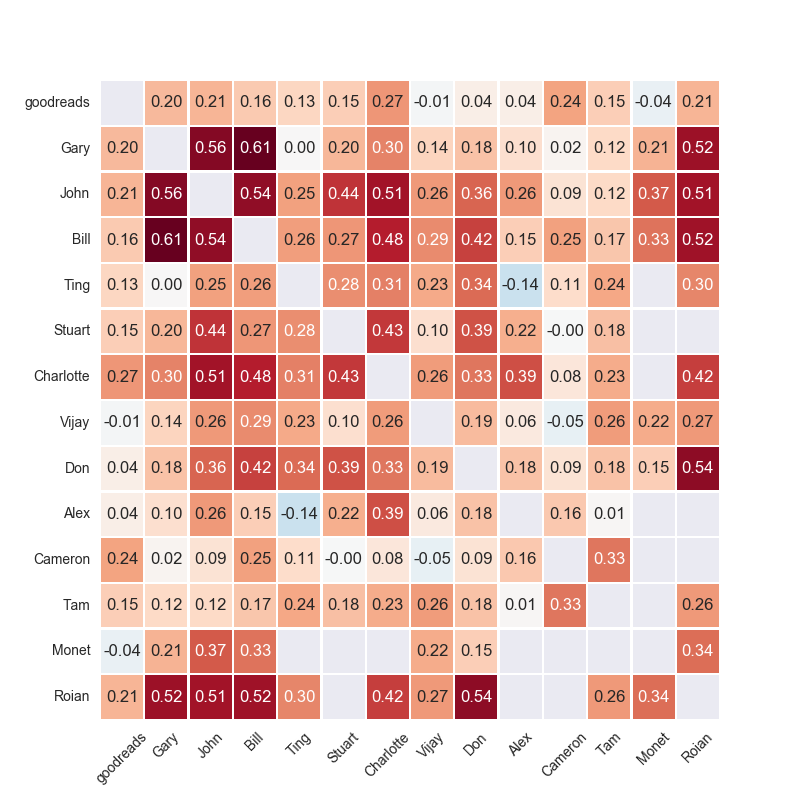 goodreads 0.20 0.21 0.16 0.13 0.15 0.27 -0.01 0.04 0.04 0.24 0.15 -0.04 0.21
Gary 0.20 0.56 0.61 0.00 0.20 0.30 0.14 0.18 0.10 0.02 0.12 0.21 0.52
John 0.21 0.56 0.54 0.25 0.44 0.51 0.26 0.36 0.26 0.09 0.12 0.37 0.51
Bill 0.16 0.61 0.54 0.26 0.27 0.48 0.29 0.42 0.15 0.25 0.17 0.33 0.52
Ting 0.13 0.00 0.25 0.26 0.28 0.31 0.23 0.34 -0.14 0.11 0.24 0.30
Stuart 0.15 0.20 0.44 0.27 0.28 0.43 0.10 0.39 0.22 -0.00 0.18
Charlotte 0.27 0.30 0.51 0.48 0.31 0.43 0.26 0.33 0.39 0.08 0.23 0.42
Vijay -0.01 0.14 0.26 0.29 0.23 0.10 0.26 0.19 0.06 -0.05 0.26 0.22 0.27
Don 0.04 0.18 0.36 0.42 0.34 0.39 0.33 0.19 0.18 0.09 0.18 0.15 0.54
Alex 0.04 0.10 0.26 0.15 -0.14 0.22 0.39 0.06 0.18 0.16 0.01
Cameron 0.24 0.02 0.09 0.25 0.11 -0.00 0.08 -0.05 0.09 0.16 0.33
Tam 0.15 0.12 0.12 0.17 0.24 0.18 0.23 0.26 0.18 0.01 0.33 0.26
Monet -0.04 0.21 0.37 0.33 0.22 0.15 0.34
Roian 0.21 0.52 0.51 0.52 0.30 0.42 0.27 0.54 0.26 0.34
goodreads Gary John Bill Ting Stuart Charlotte Vijay Don Alex Cameron Tam Monet Roian